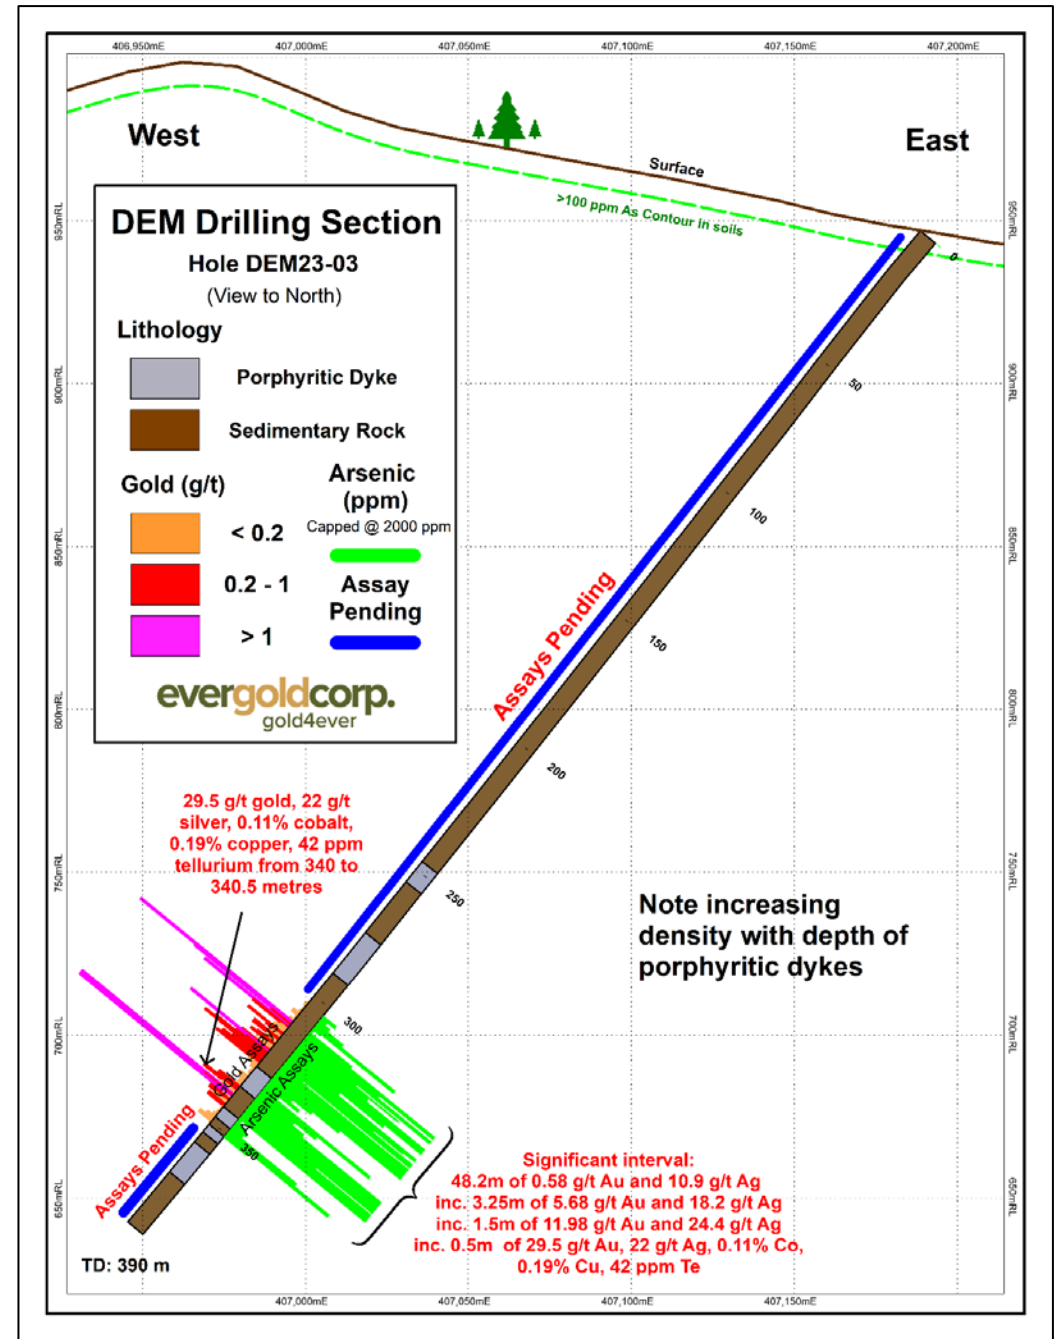 406,950mE 407,000mE 407,050mE 407,100mE 407,150mE 407,200mE
West
East
Surface
>100 ppm As Contour in soils
950mRL
950mRL
0
DEM Drilling Section
Hole DEM23-03
(View to North)
Lithology
Porphyritic Dyke
Sedimentary Rock
Gold (g/t)
< 0.2
0.2 - 1
> 1
Arsenic
(ppm)
Capped @ 2000 ppm
Assay
Pending
evergoldcorp.
gold4ever
900mRL
900mRL
50
100
850mRL
850mRL
Assays Pending
150
800mRL
800mRL
200
29.5 g/t gold, 22 g/t
silver, 0.11% cobalt,
0.19% copper, 42 ppm
tellurium from 340 to
340.5 metres
750mRL
750mRL
250
Note increasing
density with depth of
porphyritic dykes
300
700mRL
700mRL
Gold Assays
Arsenic Assays
350
Assays Pending
650mRL
650mRL
Significant interval:
48.2m of 0.58 g/t Au and 10.9 g/t Ag
inc. 3.25m of 5.68 g/t Au and 18.2 g/t Ag
inc. 1.5m of 11.98 g/t Au and 24.4 g/t Ag
inc. 0.5m of 29.5 g/t Au, 22 g/t Ag, 0.11% Co,
0.19% Cu, 42 ppm Te
TD: 390 m
407,000mE 407,050mE 407,100mE 407,150mE